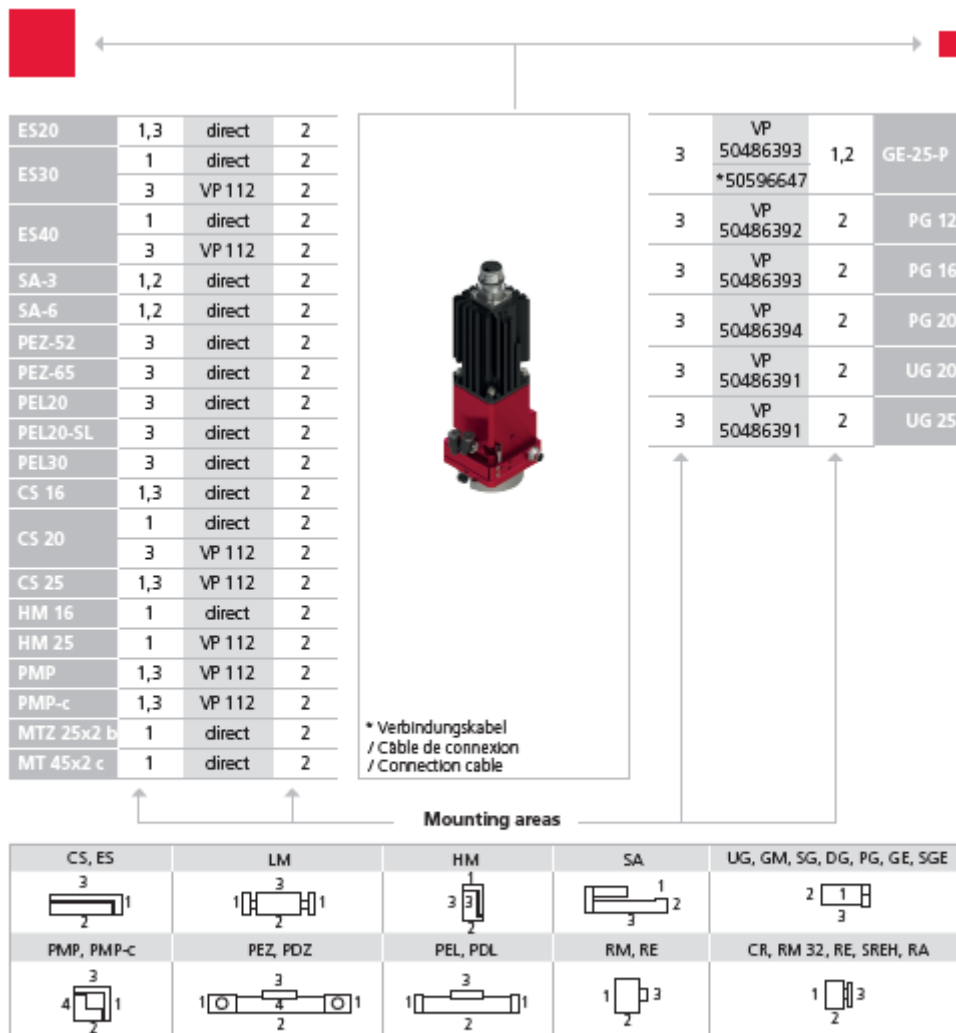 ES20 1,3 direct 2
ES30 1 direct 2
3 VP 112 2
ES40 1 direct 2
3 VP 112 2
SA-3 1,2 direct 2
SA-6 1,2 direct 2
PEZ-52 3 direct 2
PEZ-65 3 direct 2
PEL20 3 direct 2
PEL20-SL 3 direct 2
PEL30 3 direct 2
CS 16 1,3 direct 2
CS 20 1 direct 2
3 VP 112 2
CS 25 1,3 VP 112 2
HM 16 1 direct 2
HM 25 1 VP 112 2
PMP 1,3 VP 112 2
PMP-c 1,3 VP 112 2
MTZ 25x2 b 1 direct 2
MT 45x2 c 1 direct 2
* Verbindungskabel
/ Câble de connexion
/ Connection cable
3 VP 50486393 1,2 GE-25-P
*50596647
3 VP 50486392 2 PG 12
3 VP 50486393 2 PG 16
3 VP 50486394 2 PG 20
3 VP 50486391 2 UG 20
3 VP 50486391 2 UG 25
Mounting areas
CS, ES LM HM SA UG, GM, SG, DG, PG, GE, SGE
3 1 2
3 1 1 2
1 3 3 2
1 2 3
2 1 3
PMP, PMP-c PEZ, PDZ PEL, PDL RM, RE CR, RM 32, RE, SREH, RA
3 4 1 2
3 1 4 1 2
3 1 1 2
1 3 2
1 3 2